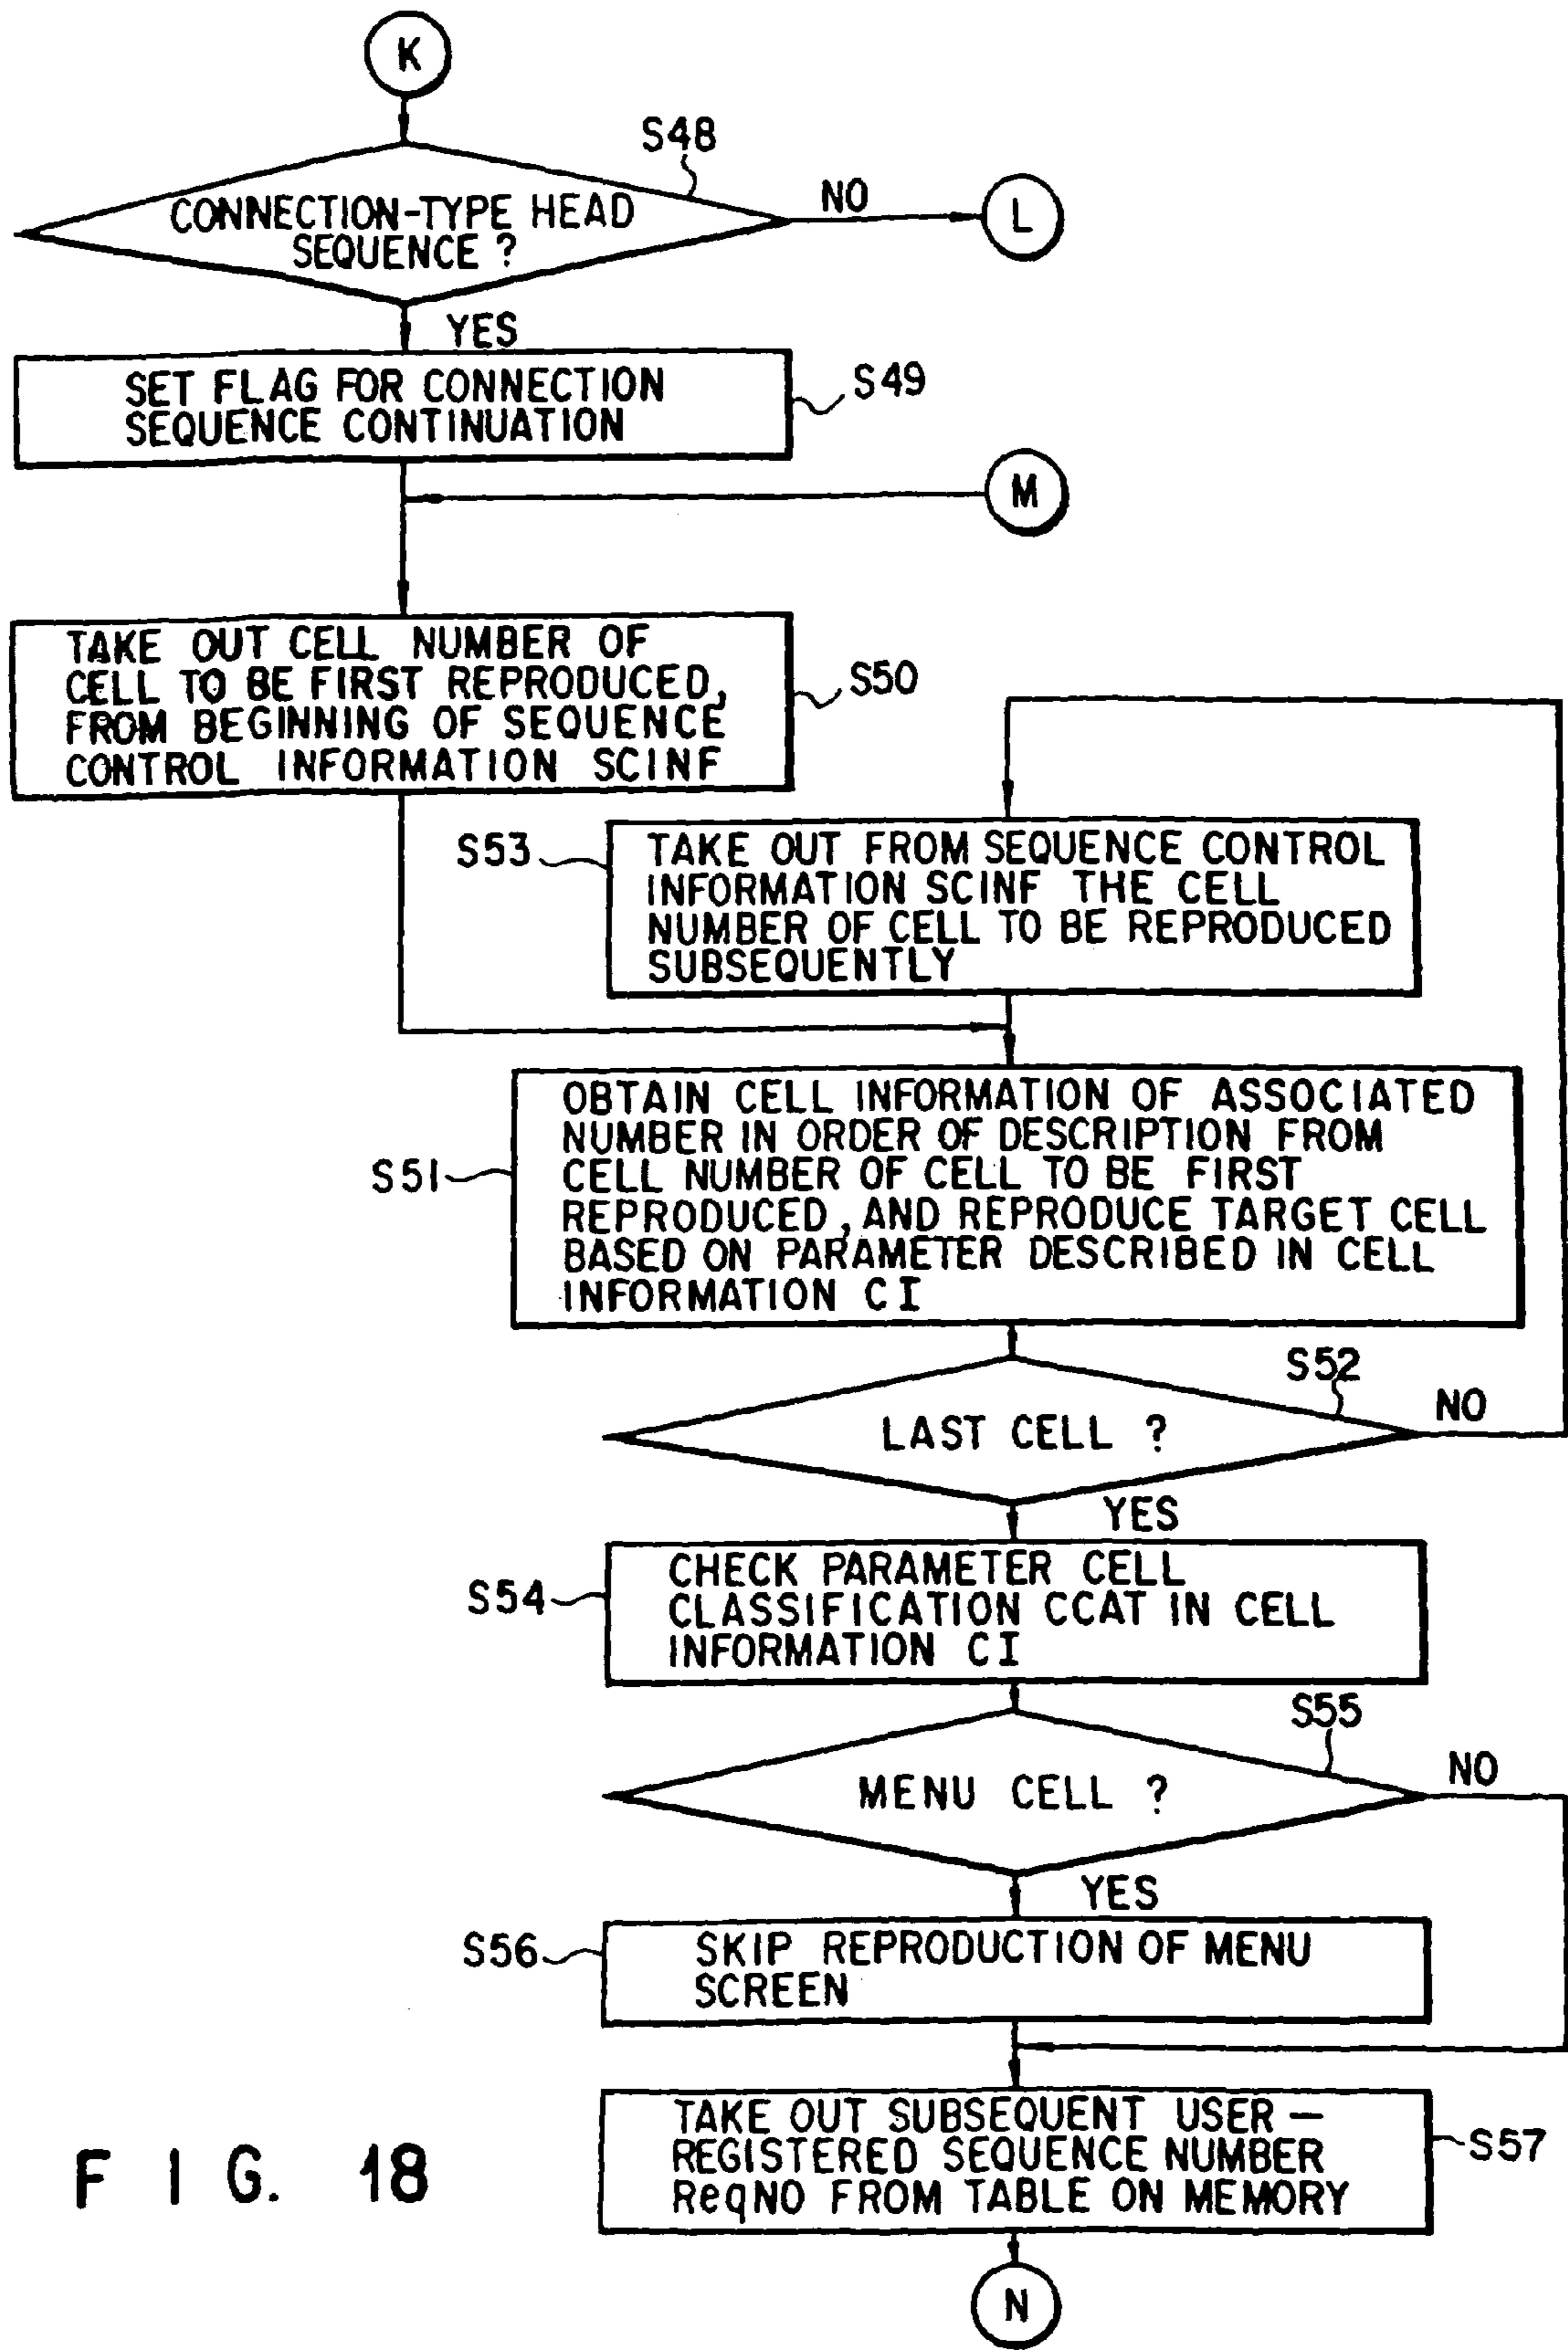 K
S48
CONNECTION-TYPE HEAD
SEQUENCE ?
NO
L
YES
SET FLAG FOR CONNECTION
SEQUENCE CONTINUATION
S49
M
TAKE OUT CELL NUMBER OF
CELL TO BE FIRST REPRODUCED,
FROM BEGINNING OF SEQUENCE
CONTROL INFORMATION SCINF
S50
S53
TAKE OUT FROM SEQUENCE CONTROL
INFORMATION SCINF THE CELL
NUMBER OF CELL TO BE REPRODUCED
SUBSEQUENTLY
S51
OBTAIN CELL INFORMATION OF ASSOCIATED
NUMBER IN ORDER OF DESCRIPTION FROM
CELL NUMBER OF CELL TO BE FIRST
REPRODUCED, AND REPRODUCE TARGET CELL
BASED ON PARAMETER DESCRIBED IN CELL
INFORMATION CI
S52
LAST CELL ?
NO
YES
S54
CHECK PARAMETER CELL
CLASSIFICATION CCAT IN CELL
INFORMATION CI
S55
MENU CELL ?
NO
YES
S56
SKIP REPRODUCTION OF MENU
SCREEN
TAKE OUT SUBSEQUENT USER-
REGISTERED SEQUENCE NUMBER
ReqNO FROM TABLE ON MEMORY
S57
N
FIG. 18